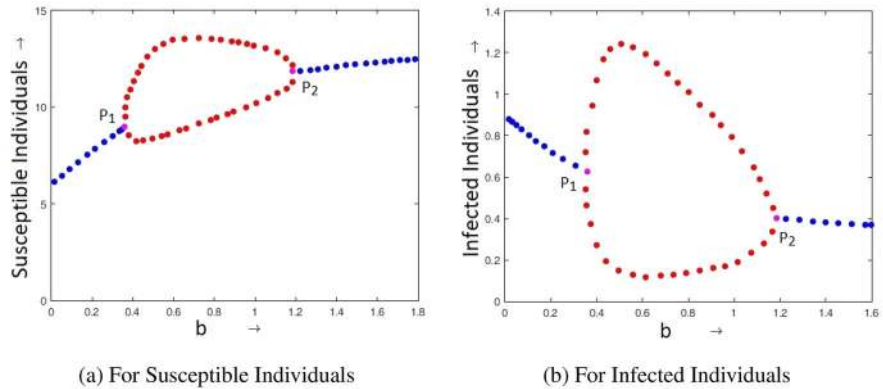 Susceptible Individuals →
15
10
5
0
P1
P2
0 0.2 0.4 0.6 0.8 1 1.2 1.4 1.6 1.8
b →
(a) For Susceptible Individuals
Infected Individuals →
1.4
1.2
1
0.8
0.6
0.4
0.2
0
P1
P2
0 0.2 0.4 0.6 0.8 1 1.2 1.4 1.6
b →
(b) For Infected Individuals